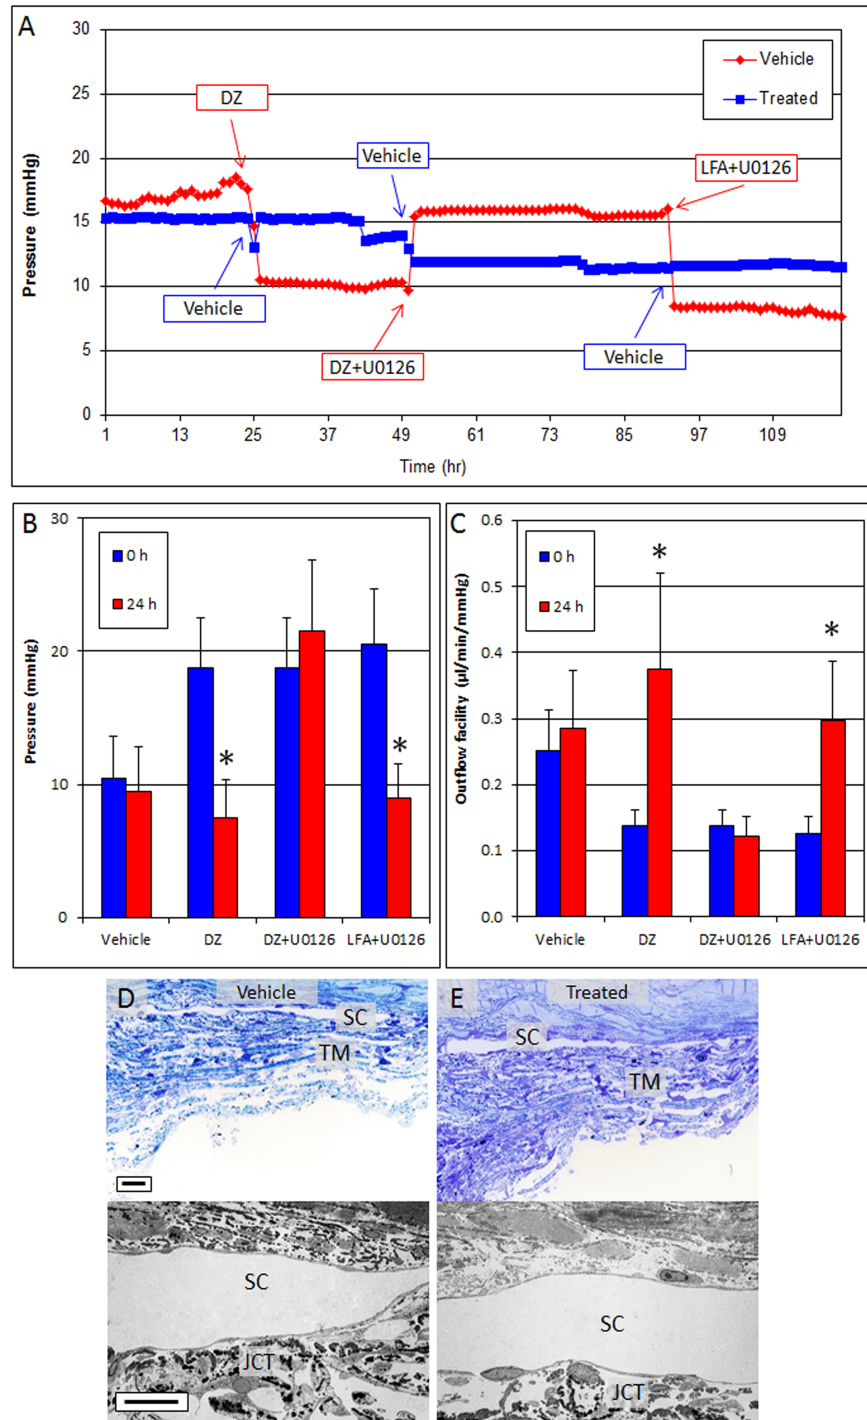 A
30
25
20
15
10
5
0
Pressure (mmHg)
Vehicle
Treated
DZ
Vehicle
LFA+U0126
Vehicle
DZ+U0126
Vehicle
1 13 25 37 49 61 73 85 97 109
Time (hr)
B
30
20
10
0
Pressure (mmHg)
0 h
24 h
*
*
Vehicle DZ DZ+U0126 LFA+U0126
C
0.6
0.5
0.4
0.3
0.2
0.1
0.0
Outflow facility (µl/min/mmHg)
0 h
24 h
*
*
Vehicle DZ DZ+U0126 LFA+U0126
D Vehicle
SC
TM
SC
JCT
E Treated
SC
TM
SC
JCT